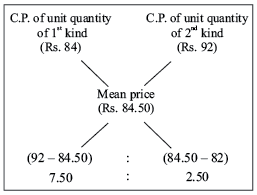 C.P. of unit quantity C.P. of unit quantity
of 1st kind of 2nd kind
(Rs. 84) (Rs. 92)
Mean price
(Rs. 84.50)
(92 – 84.50) : (84.50 – 82)
7.50 : 2.50